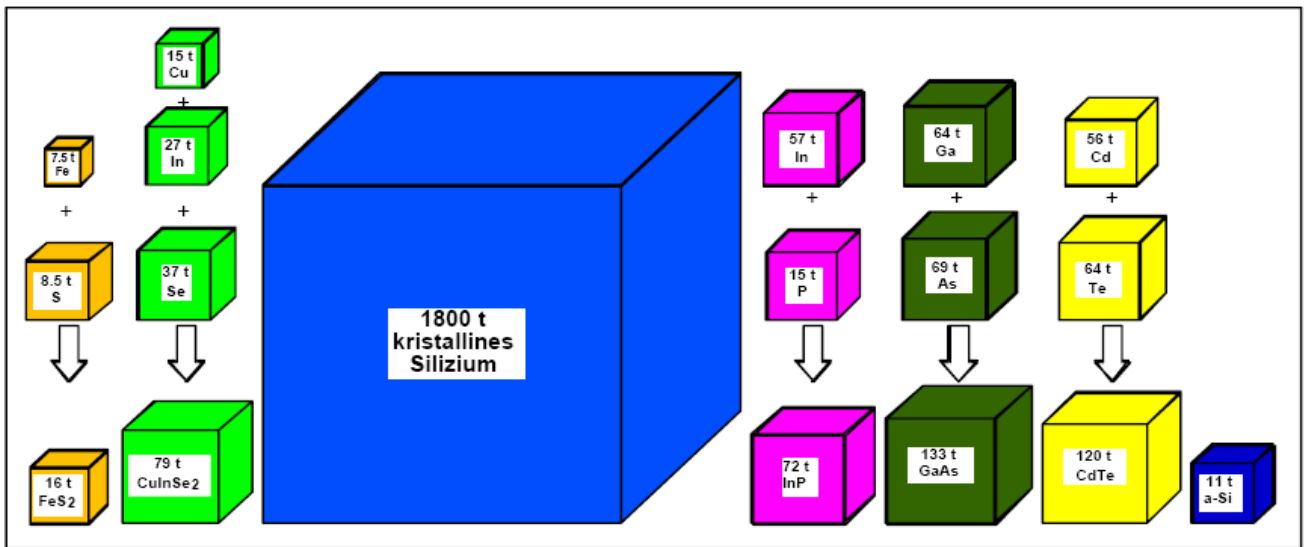 15 t
Cu
+
7.5 t
Fe
27 t
In
+
+
8.5 t
S
37 t
Se
16 t
FeS2
79 t
CuInSe2
1800 t
kristallines
Silizium
57 t
In
+
15 t
P
72 t
InP
64 t
Ga
+
69 t
As
133 t
GaAs
56 t
Cd
+
64 t
Te
120 t
CdTe
11 t
a-Si